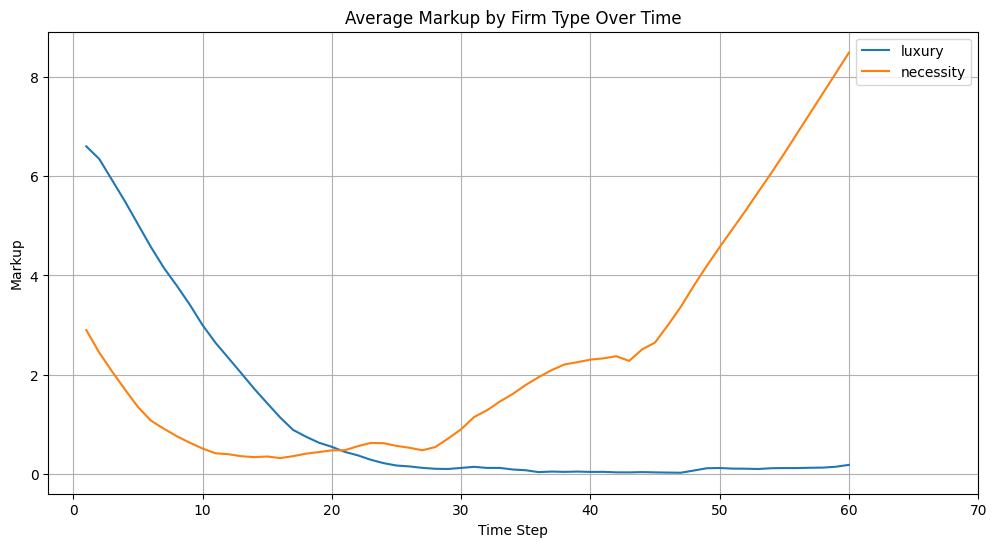 Average Markup by Firm Type Over Time
luxury
necessity
Markup
8
6
4
2
0
0 10 20 30 40 50 60 70
Time Step